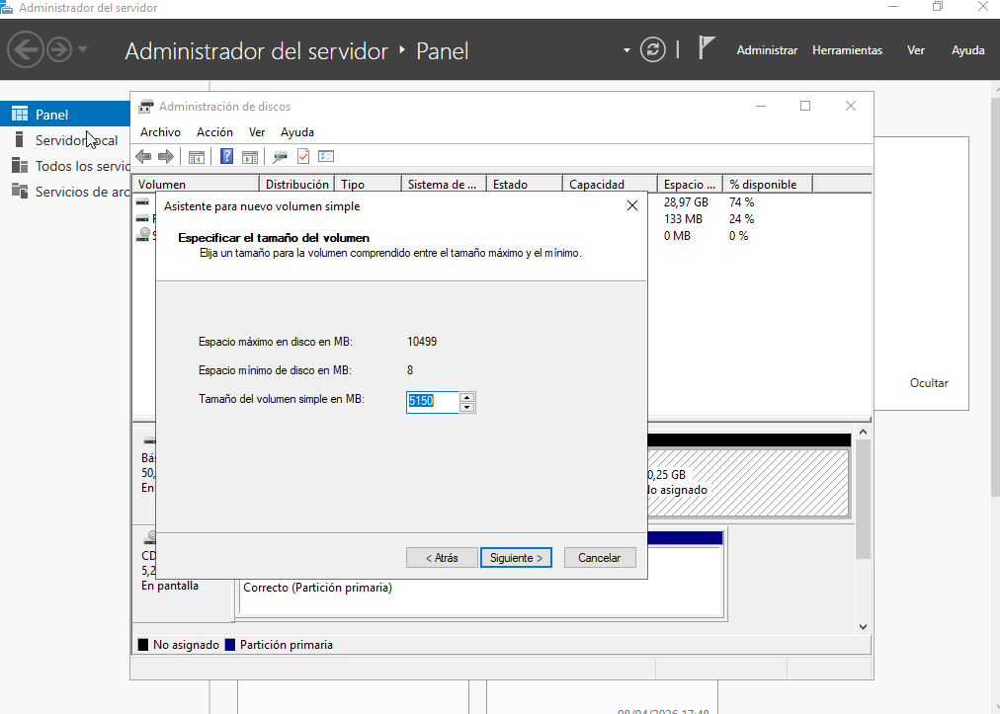 Administrador del servidor
Administrador del servidor Panel
Administrar Herramientas Ver Ayuda
Panel
Servidor local
Todos los servic
Servicios de arc
Administración de discos
Archivo Acción Ver Ayuda
Volumen Distribución Tipo Sistema de ... Estado Capacidad Espacio ... % disponible
28,97 GB 74 %
133 MB 24 %
0 MB 0 %
Asistente para nuevo volumen simple
Especificar el tamaño del volumen
Elija un tamaño para la volumen comprendido entre el tamaño máximo y el mínimo.
Espacio máximo en disco en MB: 10499
Espacio mínimo de disco en MB: 8
Tamaño del volumen simple en MB: 5150
< Atrás Siguiente > Cancelar
Ocultar
Bás
50,
En
0,25 GB
No asignado
CD
5,2
En pantalla
Correcto (Partición primaria)
No asignado Partición primaria
08/04/2026 17:48